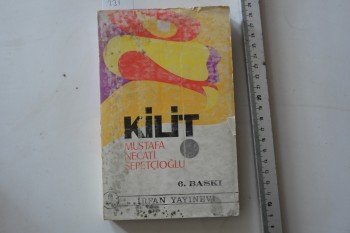 KİLİT
MUSTAFA
NECATİ
SEPETÇİOĞLU
6. BASKI
İRFAN YAYINEVİ